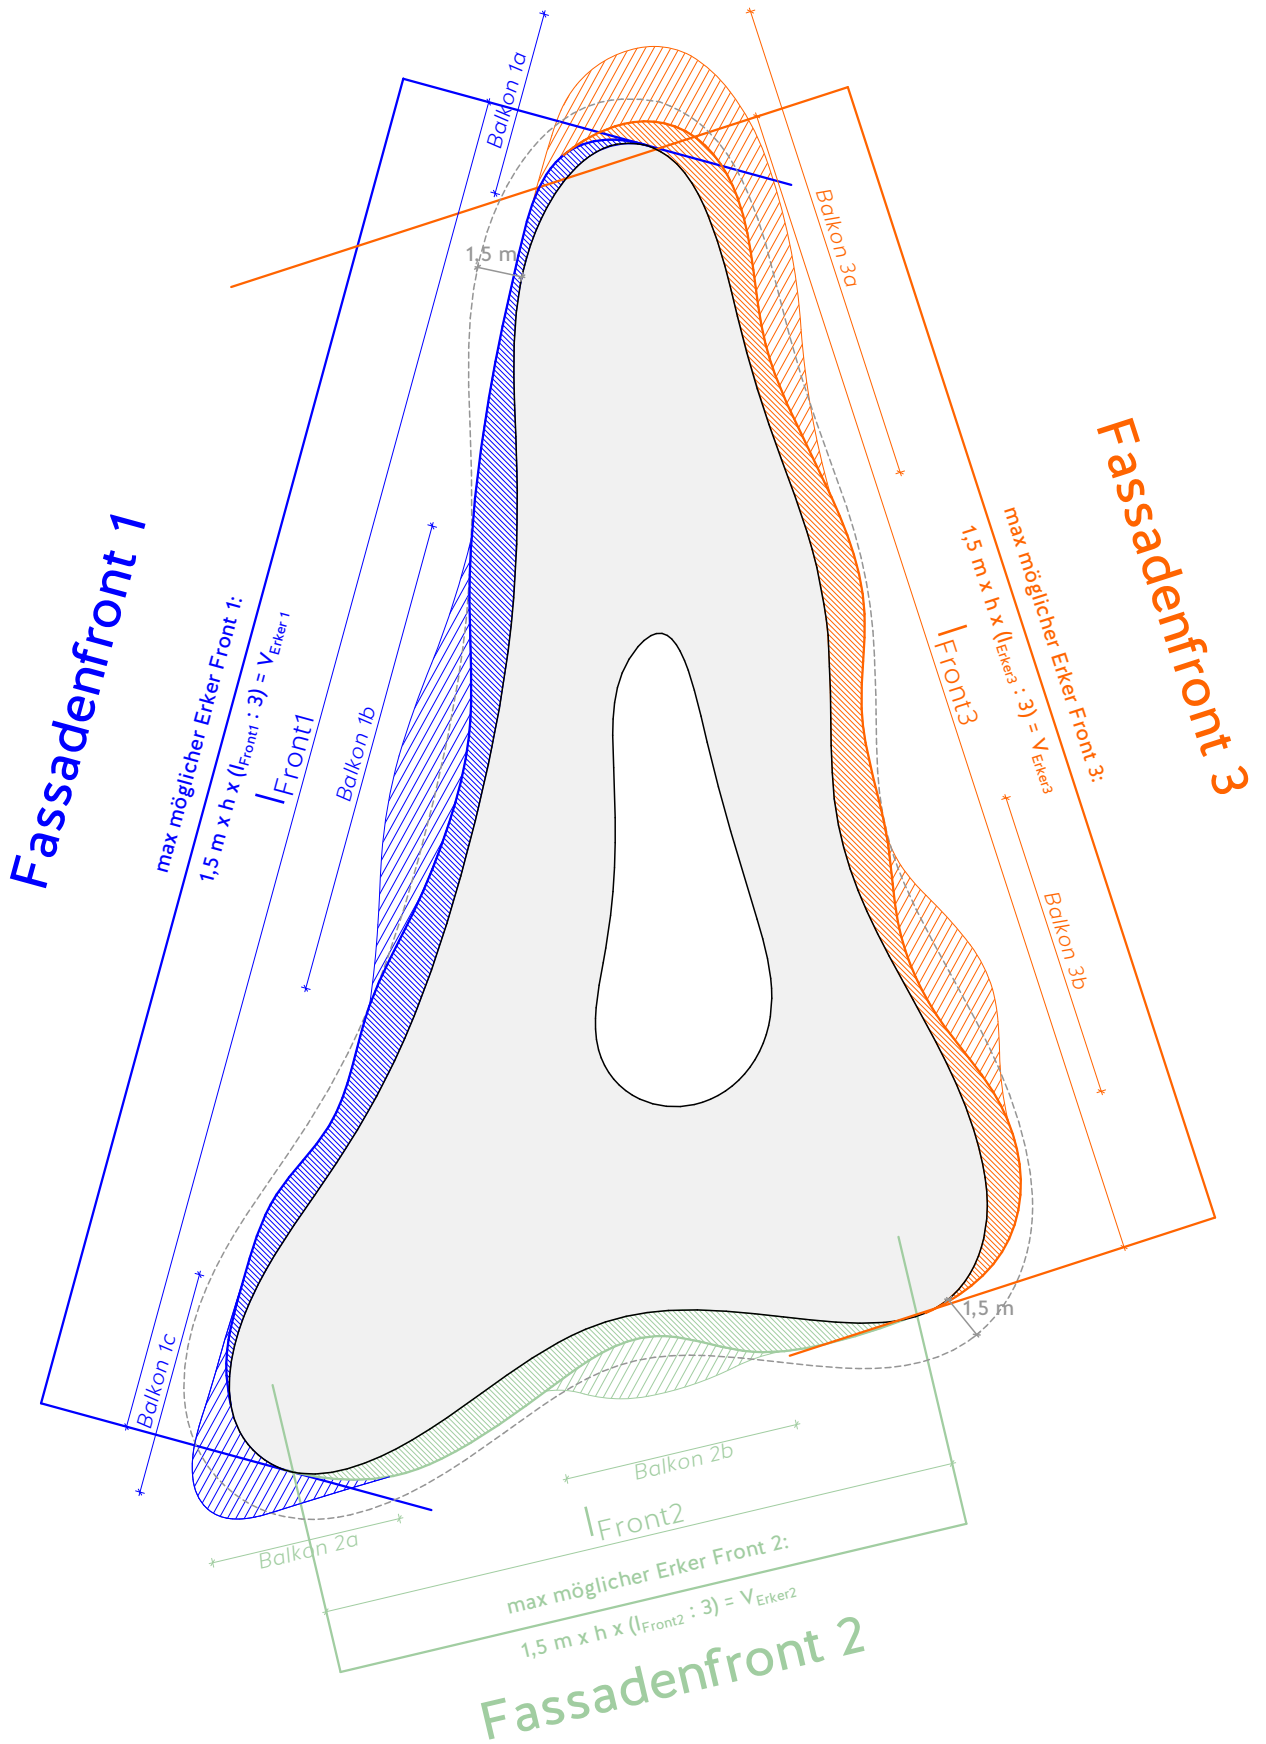 Balkon 1a
1,5 m
Balkon 3a
Fassadenfront 1
max möglicher Erker Front 1:
1,5 m x h x (lFront1 : 3) = VErker 1
lFront1
Balkon 1b
Balkon 1c
Fassadenfront 3
max möglicher Erker Front 3:
1,5 m x h x (lErker3 : 3) = VErker3
lFront3
Balkon 3b
1,5 m
Balkon 2b
lFront2
Balkon 2a
max möglicher Erker Front 2:
1,5 m x h x (lFront2 : 3) = VErker2
Fassadenfront 2